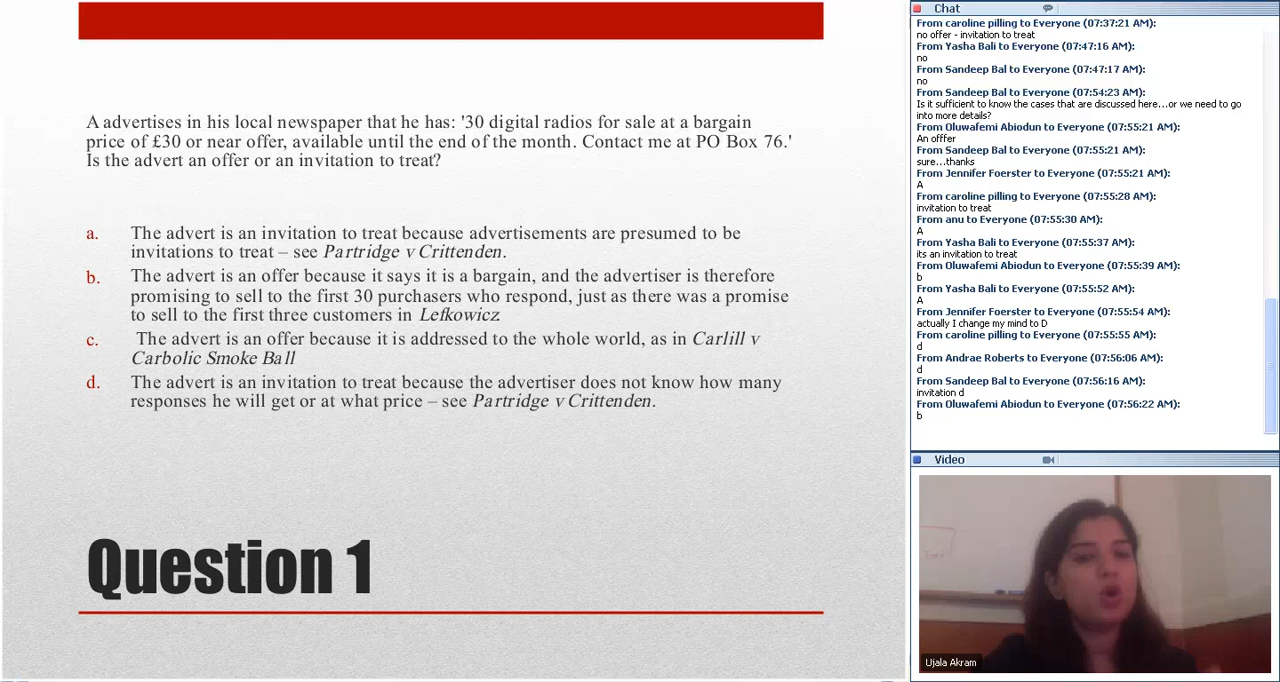 A advertises in his local newspaper that he has: '30 digital radios for sale at a bargain
price of £30 or near offer, available until the end of the month. Contact me at PO Box 76.'
Is the advert an offer or an invitation to treat?
a. The advert is an invitation to treat because advertisements are presumed to be
invitations to treat – see Partridge v Crittenden.
b. The advert is an offer because it says it is a bargain, and the advertiser is therefore
promising to sell to the first 30 purchasers who respond, just as there was a promise
to sell to the first three customers in Lefkowicz
c. The advert is an offer because it is addressed to the whole world, as in Carlill v
Carbolic Smoke Ball
d. The advert is an invitation to treat because the advertiser does not know how many
responses he will get or at what price – see Partridge v Crittenden.
Question 1
Chat
From caroline pilling to Everyone (07:37:21 AM):
no offer - invitation to treat
From Yasha Bali to Everyone (07:47:16 AM):
no
From Sandeep Bal to Everyone (07:47:17 AM):
no
From Sandeep Bal to Everyone (07:54:23 AM):
Is it sufficient to know the cases that are discussed here...or we need to go
into more details?
From Oluwafemi Abiodun to Everyone (07:55:21 AM):
An offfer
From Sandeep Bal to Everyone (07:55:21 AM):
sure...thanks
From Jennifer Foerster to Everyone (07:55:21 AM):
A
From caroline pilling to Everyone (07:55:28 AM):
invitation to treat
From anu to Everyone (07:55:30 AM):
A
From Yasha Bali to Everyone (07:55:37 AM):
its an invitation to treat
From Oluwafemi Abiodun to Everyone (07:55:39 AM):
b
From Yasha Bali to Everyone (07:55:52 AM):
A
From Jennifer Foerster to Everyone (07:55:54 AM):
actually I change my mind to D
From caroline pilling to Everyone (07:55:55 AM):
d
From Andrae Roberts to Everyone (07:56:06 AM):
d
From Sandeep Bal to Everyone (07:56:16 AM):
invitation d
From Oluwafemi Abiodun to Everyone (07:56:22 AM):
b
Video
Ujala Akram